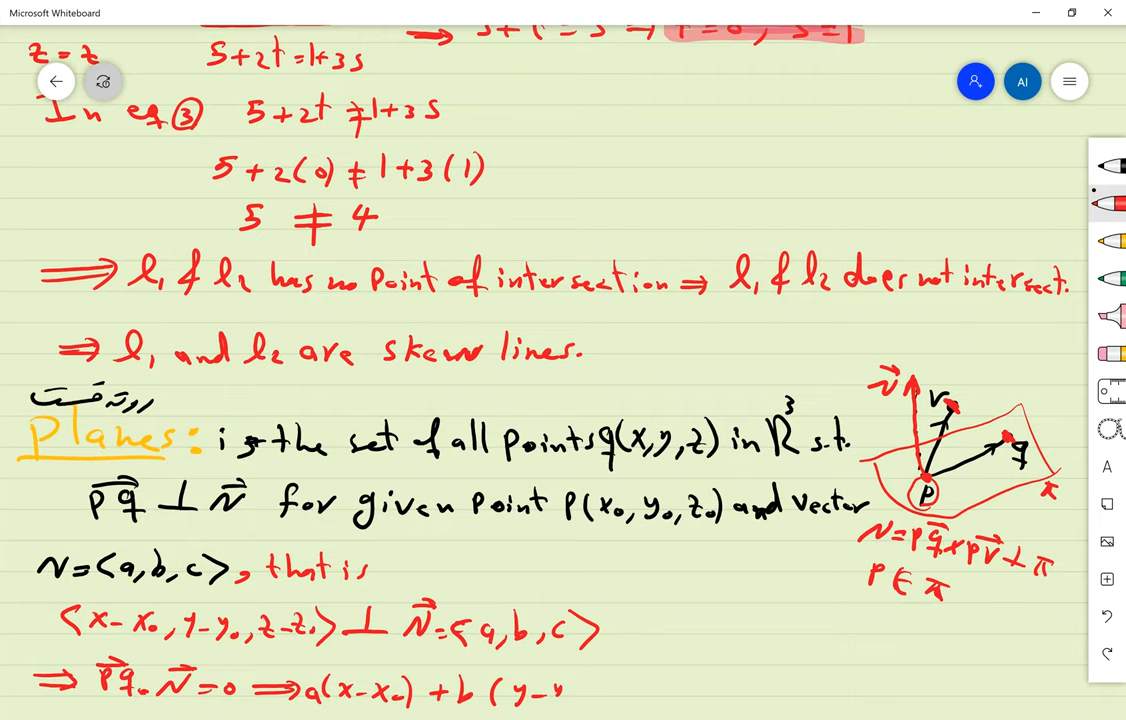 Microsoft Whiteboard
z = z 5+2t = 1+3s
In eq ③ 5+2t ≠ 1+3s
5+2(0) ≠ 1+3(1)
5 ≠ 4
⟹ l₁ & l₂ has no point of intersection ⇒ l₁ & l₂ does not intersect.
⇒ l₁ and l₂ are skew lines.
Planes: is the set of all points q(x,y,z) in ℝ³ s.t.
pq⃗ ⊥ N⃗ for given point P(x₀, y₀, z₀) and vector
N = <a, b, c>, that is
<x-x₀, y-y₀, z-z₀> ⊥ N⃗ = <a, b, c>
⇒ pq⃗ . N⃗ = 0 ⟹ a(x-x₀) + b (y-y
N⃗
r
q
P
π
N = pq⃗ × pr⃗ ⊥ π
P ∈ π
AI
A